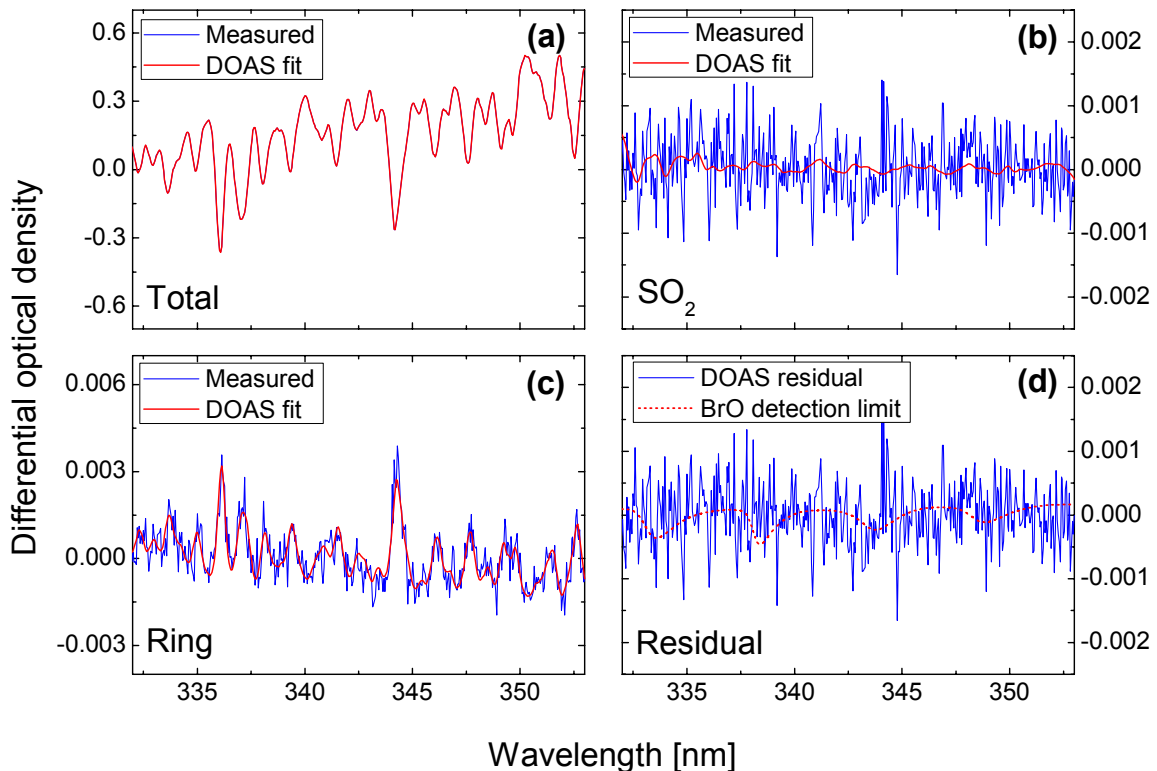 Differential optical density
0.6
0.3
0.0
-0.3
-0.6
Measured
DOAS fit
(a)
Total
Measured
DOAS fit
(b)
SO₂
0.002
0.001
0.000
-0.001
-0.002
0.006
0.003
0.000
-0.003
Measured
DOAS fit
(c)
Ring
335 340 345 350
DOAS residual
BrO detection limit
(d)
Residual
0.002
0.001
0.000
-0.001
-0.002
335 340 345 350
Wavelength [nm]